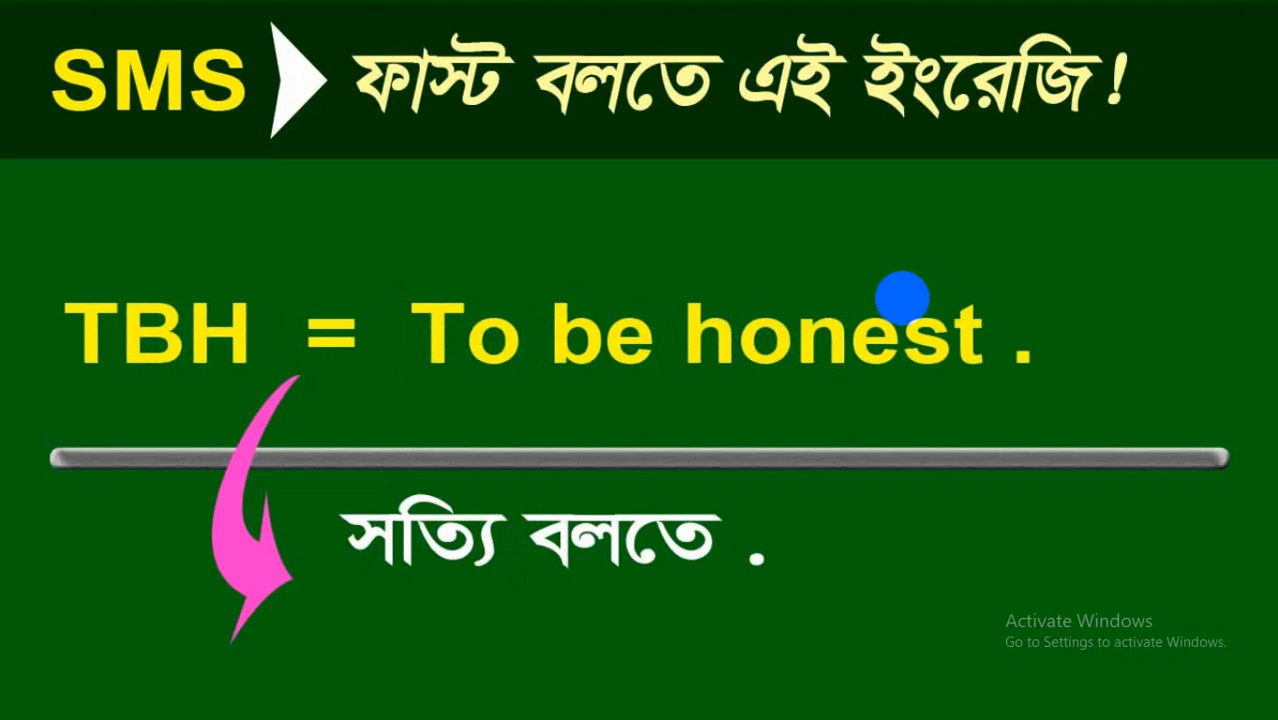 SMS ফাস্ট বলতে এই ইংরেজি!
TBH = To be honest .
সত্যি বলতে .
Activate Windows
Go to Settings to activate Windows.